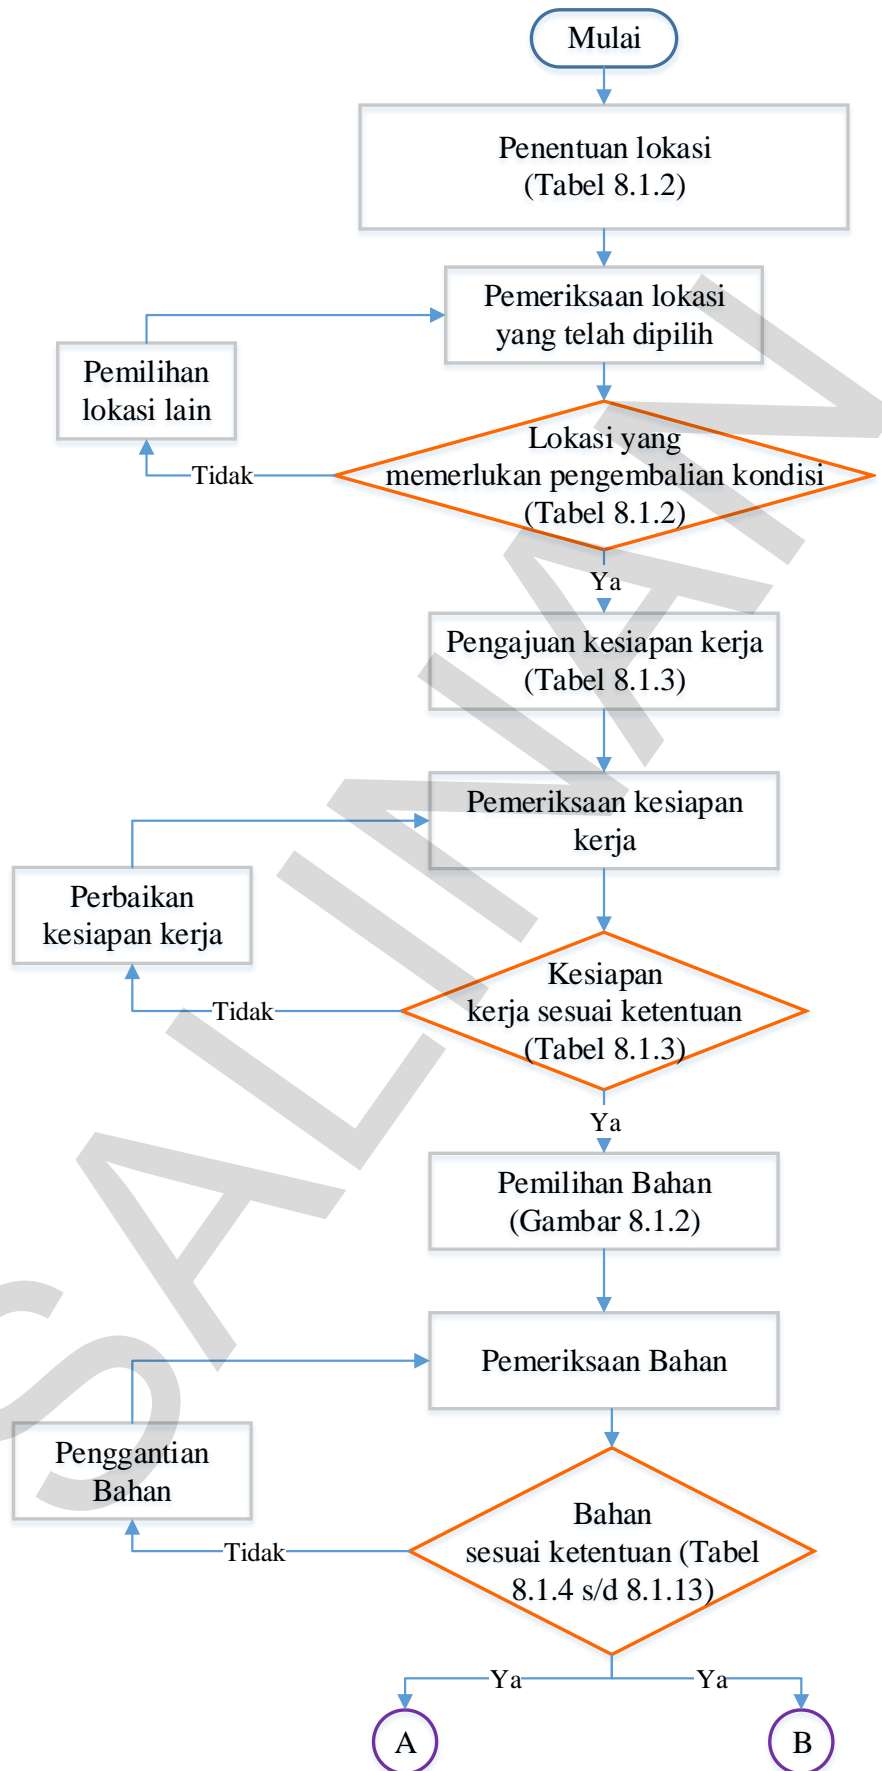 Mulai
Penentuan lokasi
(Tabel 8.1.2)
Pemeriksaan lokasi
yang telah dipilih
Pemilihan
lokasi lain
Lokasi yang
memerlukan pengembalian kondisi
(Tabel 8.1.2)
Tidak
Ya
Pengajuan kesiapan kerja
(Tabel 8.1.3)
Pemeriksaan kesiapan
kerja
Perbaikan
kesiapan kerja
Kesiapan
kerja sesuai ketentuan
(Tabel 8.1.3)
Tidak
Ya
Pemilihan Bahan
(Gambar 8.1.2)
Pemeriksaan Bahan
Penggantian
Bahan
Bahan
sesuai ketentuan (Tabel
8.1.4 s/d 8.1.13)
Tidak
Ya
Ya
A
B
SALINAN